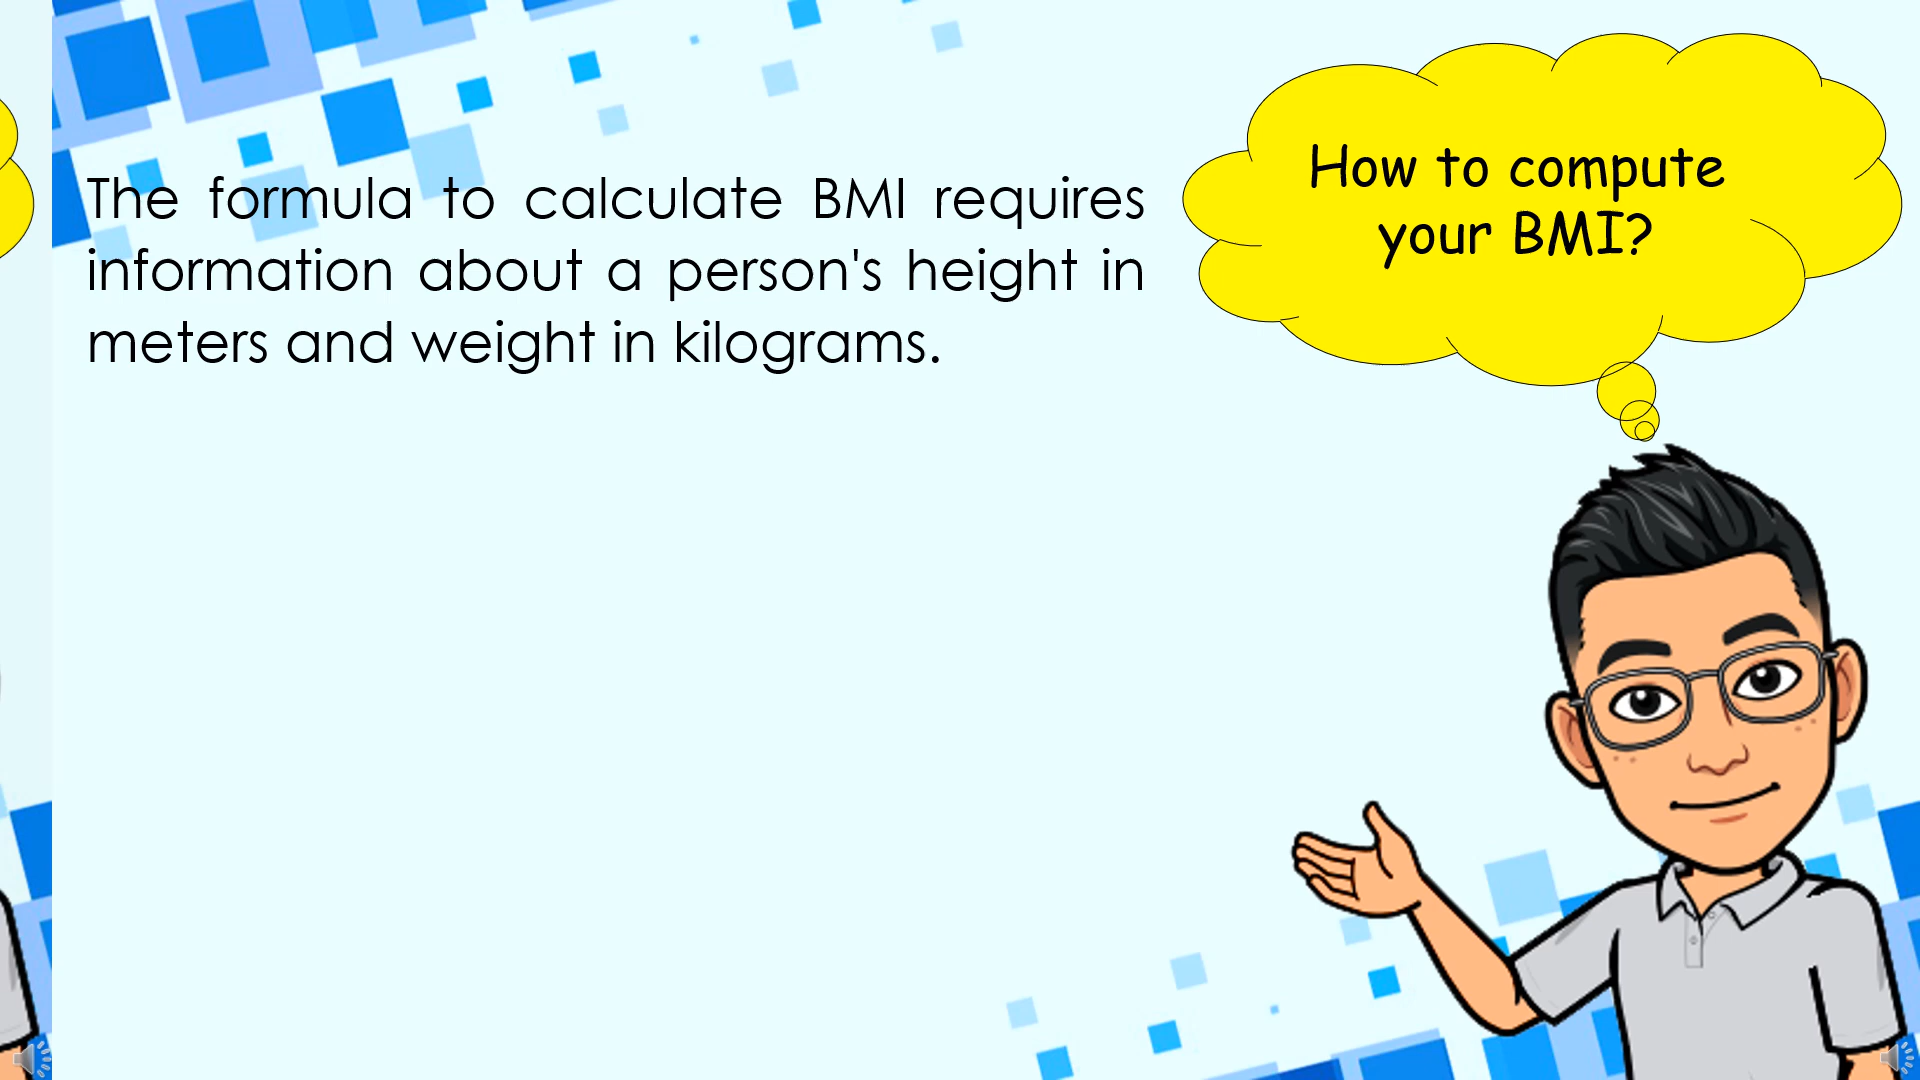 The formula to calculate BMI requires
information about a person's height in
meters and weight in kilograms.
How to compute
your BMI?